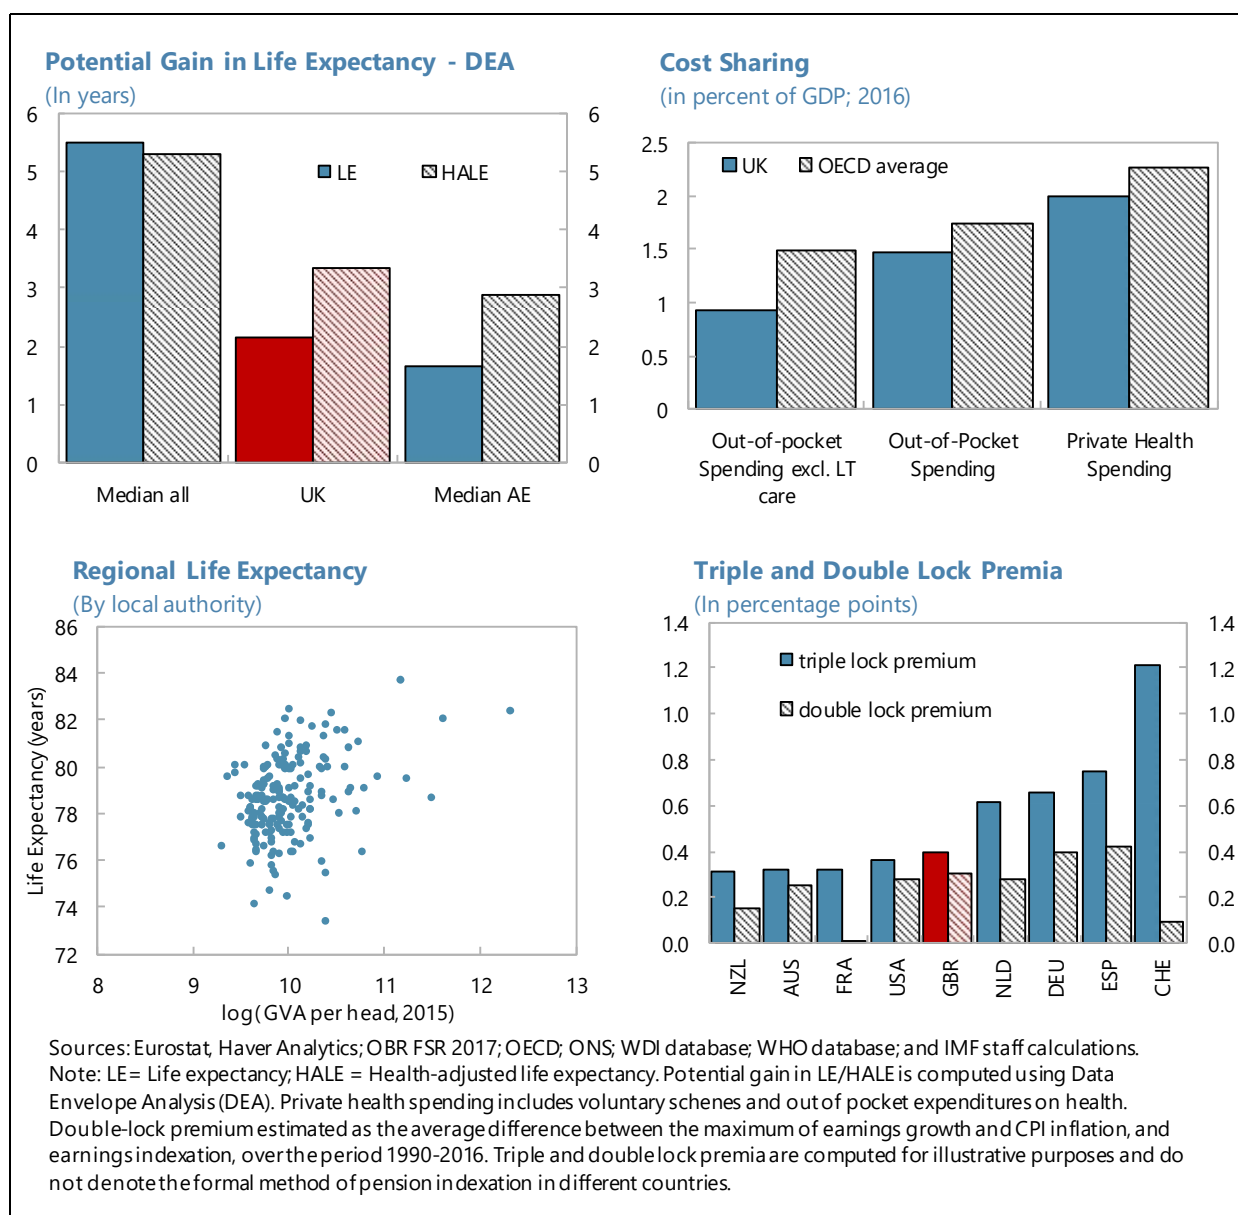 Potential Gain in Life Expectancy - DEA
(In years)
6
5
4
3
2
1
0
6
5
4
3
2
1
0
LE
HALE
Median all
UK
Median AE
Cost Sharing
(in percent of GDP; 2016)
2.5
2
1.5
1
0.5
0
UK
OECD average
Out-of-pocket
Spending excl. LT
care
Out-of-Pocket
Spending
Private Health
Spending
Regional Life Expectancy
(By local authority)
Life Expectancy (years)
86
84
82
80
78
76
74
72
8
9
10
11
12
13
log(GVA per head, 2015)
Triple and Double Lock Premia
(In percentage points)
1.4
1.2
1.0
0.8
0.6
0.4
0.2
0.0
1.4
1.2
1.0
0.8
0.6
0.4
0.2
0.0
triple lock premium
double lock premium
NZL
AUS
FRA
USA
GBR
NLD
DEU
ESP
CHE
Sources: Eurostat, Haver Analytics; OBR FSR 2017; OECD; ONS; WDI database; WHO database; and IMF staff calculations.
Note: LE= Life expectancy; HALE = Health-adjusted life expectancy. Potential gain in LE/HALE is computed using Data
Envelope Analysis (DEA). Private health spending includes voluntary schenes and out of pocket expenditures on health.
Double-lock premium estimated as the average difference between the maximum of earnings growth and CPI inflation, and
earnings indexation, over the period 1990-2016. Triple and double lock premia are computed for illustrative purposes and do
not denote the formal method of pension indexation in different countries.